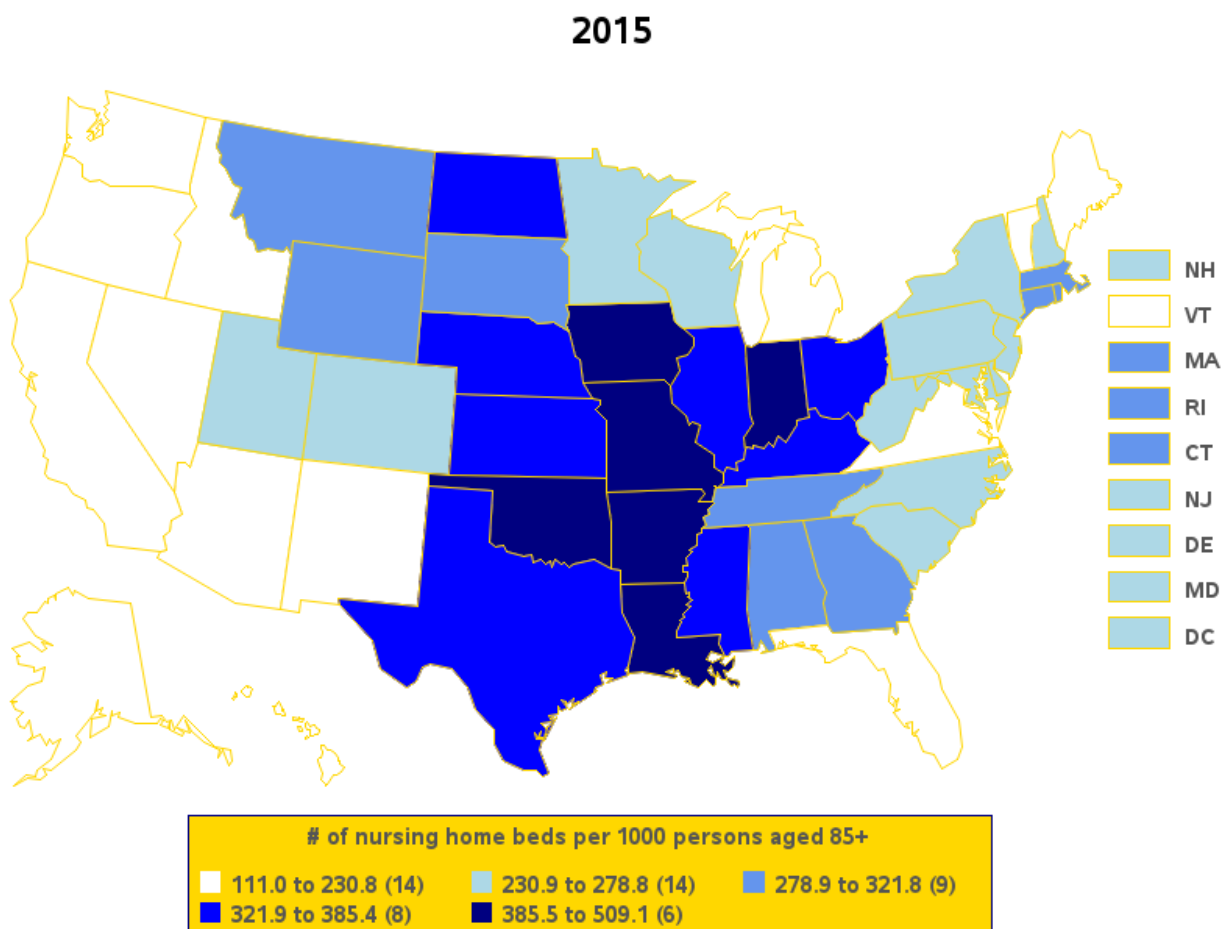 2015
NH
VT
MA
RI
CT
NJ
DE
MD
DC
# of nursing home beds per 1000 persons aged 85+
111.0 to 230.8 (14) 230.9 to 278.8 (14) 278.9 to 321.8 (9)
321.9 to 385.4 (8) 385.5 to 509.1 (6)